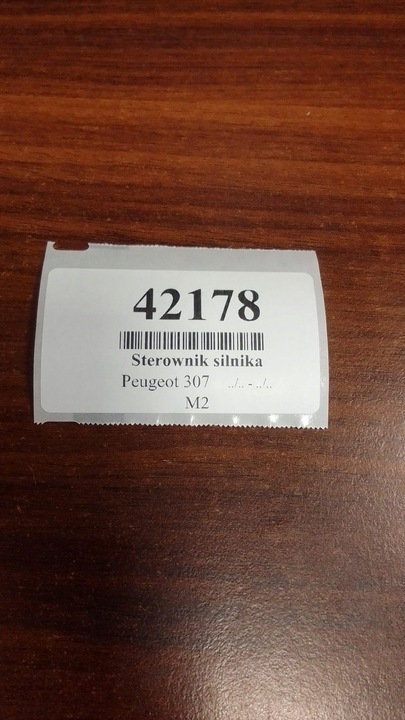 42178
Sterownik silnika
Peugeot 307 ../.. - ../..
M2